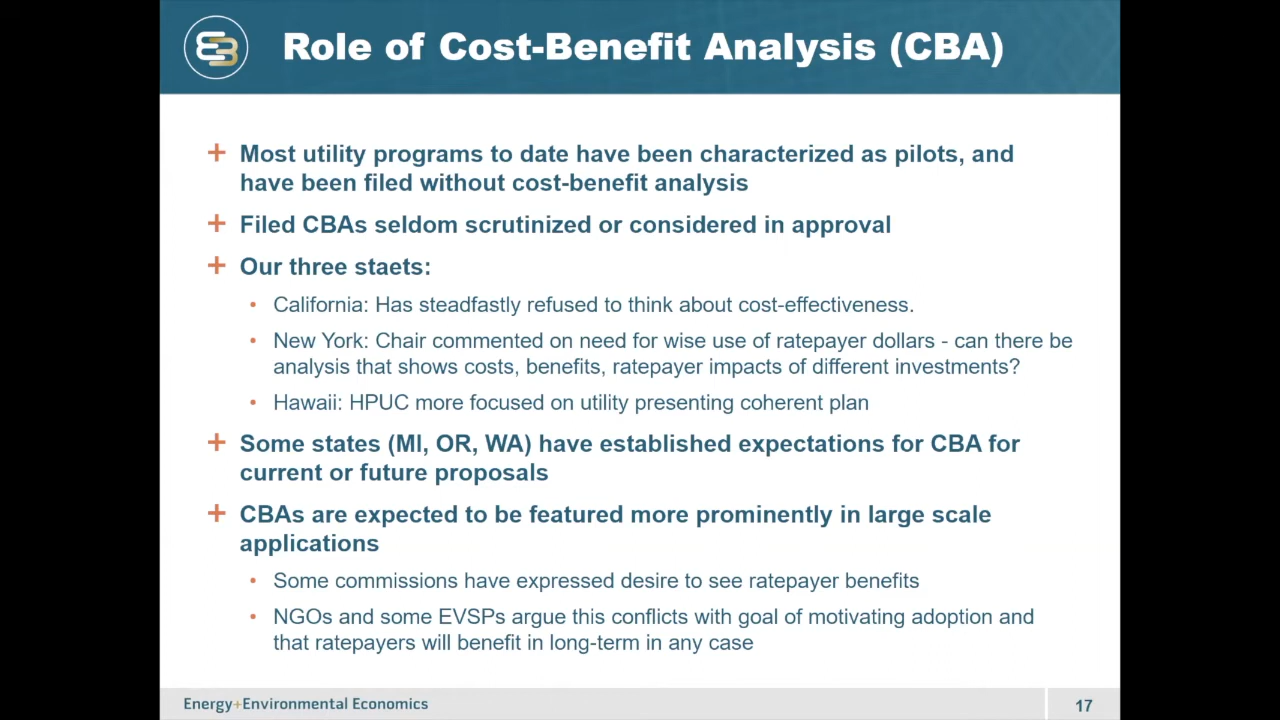 Role of Cost-Benefit Analysis (CBA)
+ Most utility programs to date have been characterized as pilots, and
have been filed without cost-benefit analysis
+ Filed CBAs seldom scrutinized or considered in approval
+ Our three staets:
• California: Has steadfastly refused to think about cost-effectiveness.
• New York: Chair commented on need for wise use of ratepayer dollars - can there be
analysis that shows costs, benefits, ratepayer impacts of different investments?
• Hawaii: HPUC more focused on utility presenting coherent plan
+ Some states (MI, OR, WA) have established expectations for CBA for
current or future proposals
+ CBAs are expected to be featured more prominently in large scale
applications
• Some commissions have expressed desire to see ratepayer benefits
• NGOs and some EVSPs argue this conflicts with goal of motivating adoption and
that ratepayers will benefit in long-term in any case
Energy+Environmental Economics
17